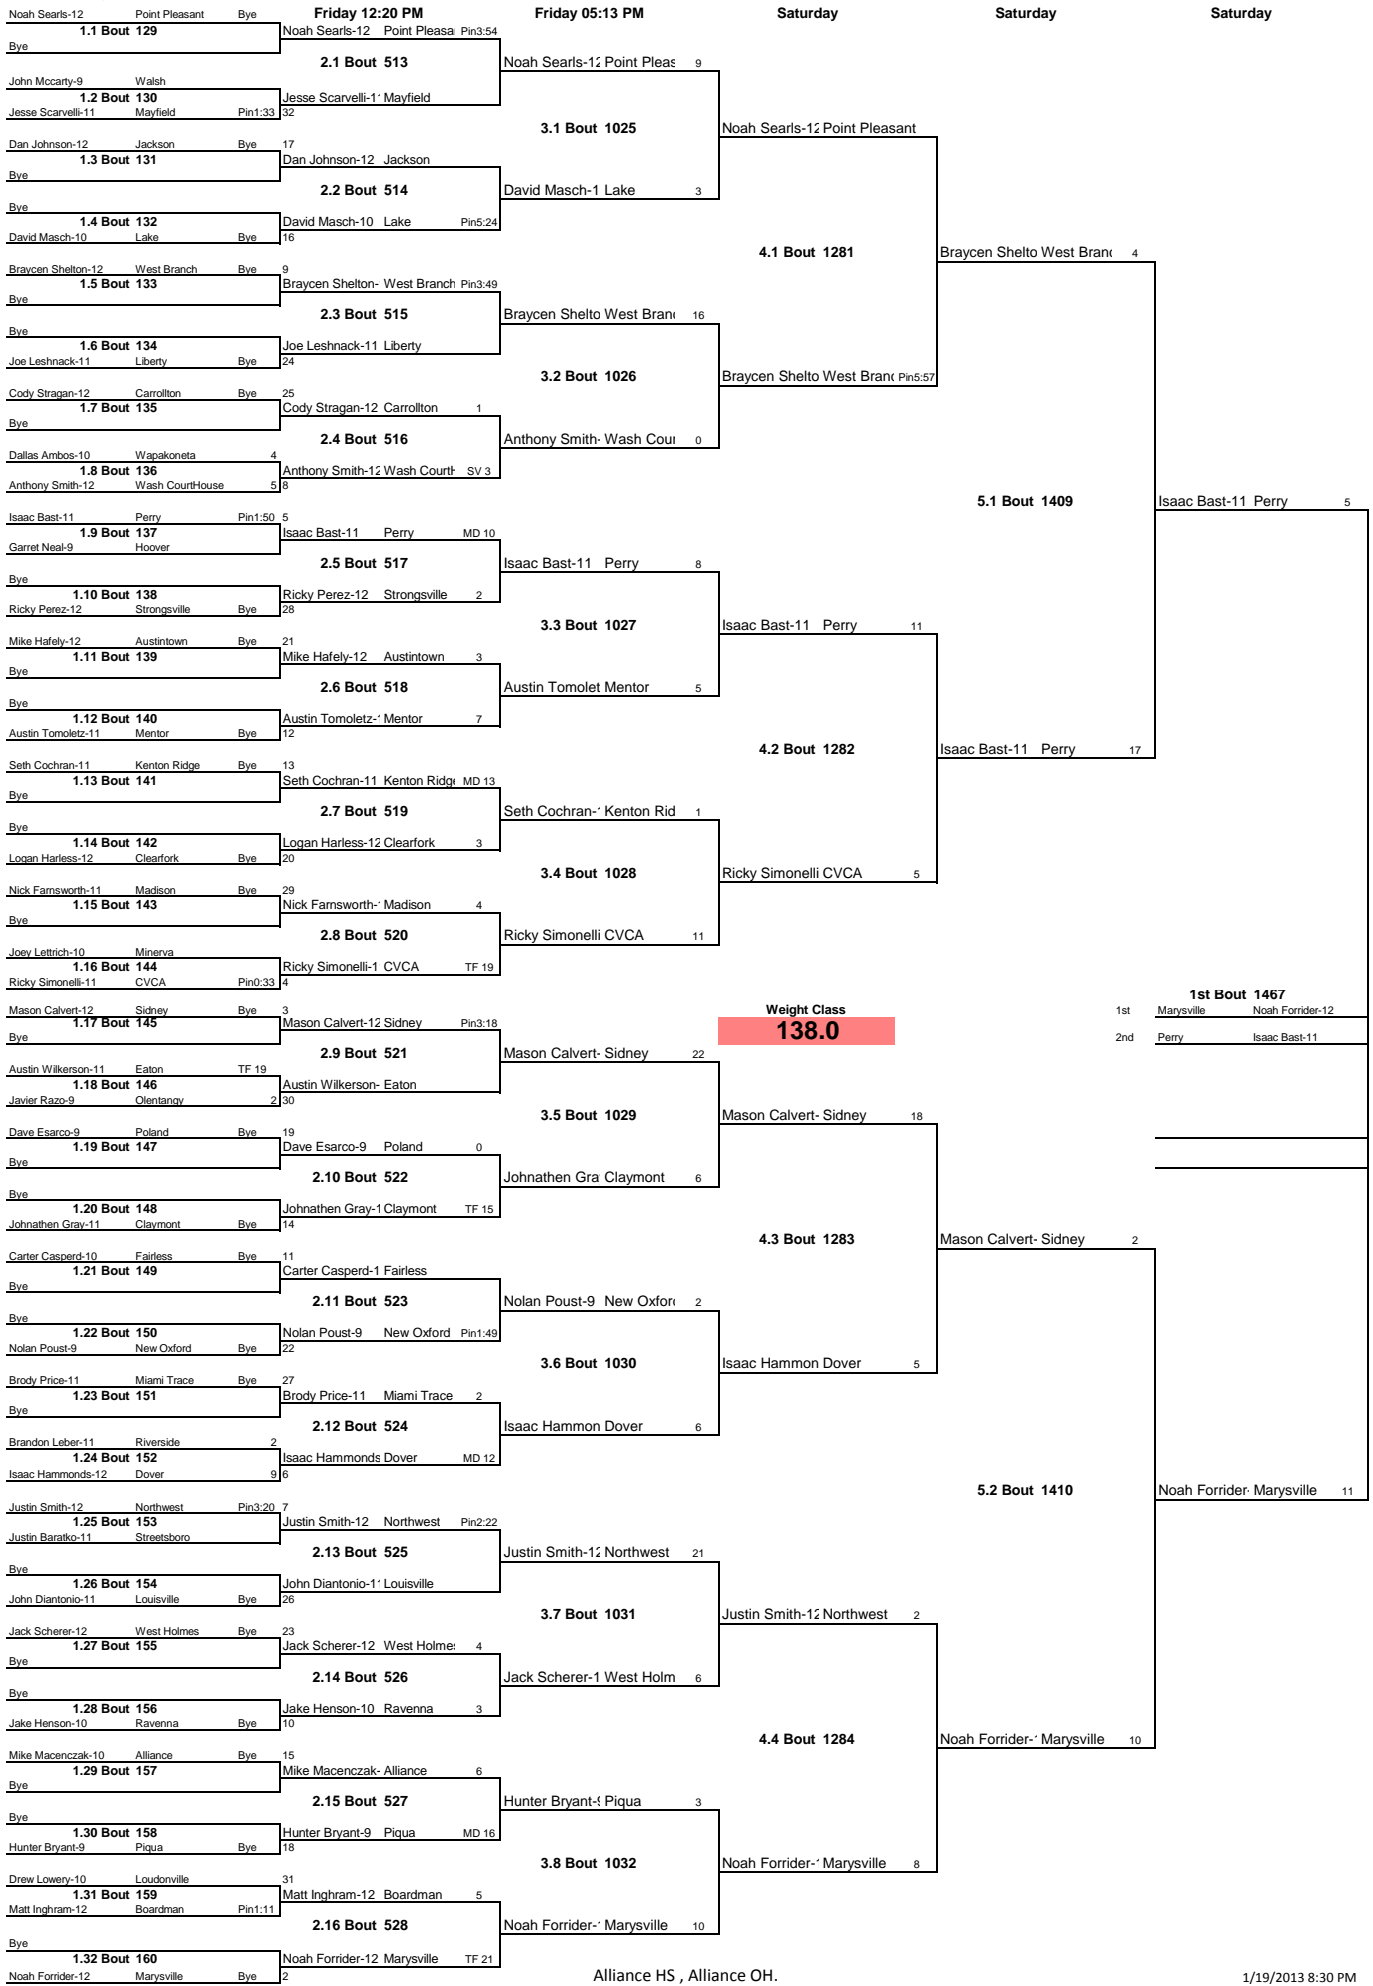 Noah Searls-12 Point Pleasant Bye Friday 12:20 PM Friday 05:13 PM Saturday Saturday Saturday
1.1 Bout 129 Noah Searls-12 Point Pleasa Pin3:54
Bye
2.1 Bout 513 Noah Searls-12 Point Pleas 9
John Mccarty-9 Walsh
1.2 Bout 130 Jesse Scarvelli-1 Mayfield
Jesse Scarvelli-11 Mayfield Pin1:33 32
3.1 Bout 1025 Noah Searls-12 Point Pleasant
Dan Johnson-12 Jackson Bye 17
1.3 Bout 131 Dan Johnson-12 Jackson
Bye
2.2 Bout 514 David Masch-1 Lake 3
Bye
1.4 Bout 132 David Masch-10 Lake Pin5:24
David Masch-10 Lake Bye 16
4.1 Bout 1281 Braycen Shelto West Branc 4
Braycen Shelton-12 West Branch Bye 9
1.5 Bout 133 Braycen Shelton- West Branch Pin3:49
Bye
2.3 Bout 515 Braycen Shelto West Branc 16
Bye
1.6 Bout 134 Joe Leshnack-11 Liberty
Joe Leshnack-11 Liberty Bye 24
3.2 Bout 1026 Braycen Shelto West Branc Pin5:57
Cody Stragan-12 Carrollton Bye 25
1.7 Bout 135 Cody Stragan-12 Carrollton 1
Bye
2.4 Bout 516 Anthony Smith- Wash Cour 0
Dallas Ambos-10 Wapakoneta 4
1.8 Bout 136 Anthony Smith-12 Wash CourtH SV 3
Anthony Smith-12 Wash CourtHouse 5 8
5.1 Bout 1409 Isaac Bast-11 Perry 5
Isaac Bast-11 Perry Pin1:50 5
1.9 Bout 137 Isaac Bast-11 Perry MD 10
Garret Neal-9 Hoover
2.5 Bout 517 Isaac Bast-11 Perry 8
Bye
1.10 Bout 138 Ricky Perez-12 Strongsville 2
Ricky Perez-12 Strongsville Bye 28
3.3 Bout 1027 Isaac Bast-11 Perry 11
Mike Hafely-12 Austintown Bye 21
1.11 Bout 139 Mike Hafely-12 Austintown 3
Bye
2.6 Bout 518 Austin Tomolet Mentor 5
Bye
1.12 Bout 140 Austin Tomoletz-1 Mentor 7
Austin Tomoletz-11 Mentor Bye 12
4.2 Bout 1282 Isaac Bast-11 Perry 17
Seth Cochran-11 Kenton Ridge Bye 13
1.13 Bout 141 Seth Cochran-11 Kenton Ridge MD 13
Bye
2.7 Bout 519 Seth Cochran-1 Kenton Rid 1
Bye
1.14 Bout 142 Logan Harless-12 Clearfork 3
Logan Harless-12 Clearfork Bye 20
3.4 Bout 1028 Ricky Simonelli CVCA 5
Nick Farnsworth-11 Madison Bye 29
1.15 Bout 143 Nick Farnsworth-1 Madison 4
Bye
2.8 Bout 520 Ricky Simonelli CVCA 11
Joey Lettrich-10 Minerva
1.16 Bout 144 Ricky Simonelli-1 CVCA TF 19
Ricky Simonelli-11 CVCA Pin0:33 4
1st Bout 1467
Mason Calvert-12 Sidney Bye 3 Weight Class 1st Marysville Noah Forrider-12
1.17 Bout 145 Mason Calvert-12 Sidney Pin3:18 138.0
Bye 2nd Perry Isaac Bast-11
2.9 Bout 521 Mason Calvert- Sidney 22
Austin Wilkerson-11 Eaton TF 19
1.18 Bout 146 Austin Wilkerson- Eaton
Javier Razo-9 Olentangy 2 30
3.5 Bout 1029 Mason Calvert- Sidney 18
Dave Esarco-9 Poland Bye 19
1.19 Bout 147 Dave Esarco-9 Poland 0
Bye
2.10 Bout 522 Johnathen Gra Claymont 6
Bye
1.20 Bout 148 Johnathen Gray-1 Claymont TF 15
Johnathen Gray-11 Claymont Bye 14
4.3 Bout 1283 Mason Calvert- Sidney 2
Carter Casperd-10 Fairless Bye 11
1.21 Bout 149 Carter Casperd-1 Fairless
Bye
2.11 Bout 523 Nolan Poust-9 New Oxford 2
Bye
1.22 Bout 150 Nolan Poust-9 New Oxford Pin1:49
Nolan Poust-9 New Oxford Bye 22
3.6 Bout 1030 Isaac Hammon Dover 5
Brody Price-11 Miami Trace Bye 27
1.23 Bout 151 Brody Price-11 Miami Trace 2
Bye
2.12 Bout 524 Isaac Hammon Dover 6
Brandon Leber-11 Riverside 2
1.24 Bout 152 Isaac Hammonds Dover MD 12
Isaac Hammonds-12 Dover 9 6
5.2 Bout 1410 Noah Forrider- Marysville 11
Justin Smith-12 Northwest Pin3:20 7
1.25 Bout 153 Justin Smith-12 Northwest Pin2:22
Justin Baratko-11 Streetsboro
2.13 Bout 525 Justin Smith-12 Northwest 21
Bye
1.26 Bout 154 John Diantonio-11 Louisville
John Diantonio-11 Louisville Bye 26
3.7 Bout 1031 Justin Smith-12 Northwest 2
Jack Scherer-12 West Holmes Bye 23
1.27 Bout 155 Jack Scherer-12 West Holmes 4
Bye
2.14 Bout 526 Jack Scherer-1 West Holm 6
Bye
1.28 Bout 156 Jake Henson-10 Ravenna 3
Jake Henson-10 Ravenna Bye 10
4.4 Bout 1284 Noah Forrider-1 Marysville 10
Mike Macenczak-10 Alliance Bye 15
1.29 Bout 157 Mike Macenczak- Alliance 6
Bye
2.15 Bout 527 Hunter Bryant-9 Piqua 3
Bye
1.30 Bout 158 Hunter Bryant-9 Piqua MD 16
Hunter Bryant-9 Piqua Bye 18
3.8 Bout 1032 Noah Forrider-1 Marysville 8
Drew Lowery-10 Loudonville 31
1.31 Bout 159 Matt Inghram-12 Boardman 5
Matt Inghram-12 Boardman Pin1:11
2.16 Bout 528 Noah Forrider-1 Marysville 10
Bye
1.32 Bout 160 Noah Forrider-12 Marysville TF 21
Noah Forrider-12 Marysville Bye 2
Alliance HS , Alliance OH. 1/19/2013 8:30 PM